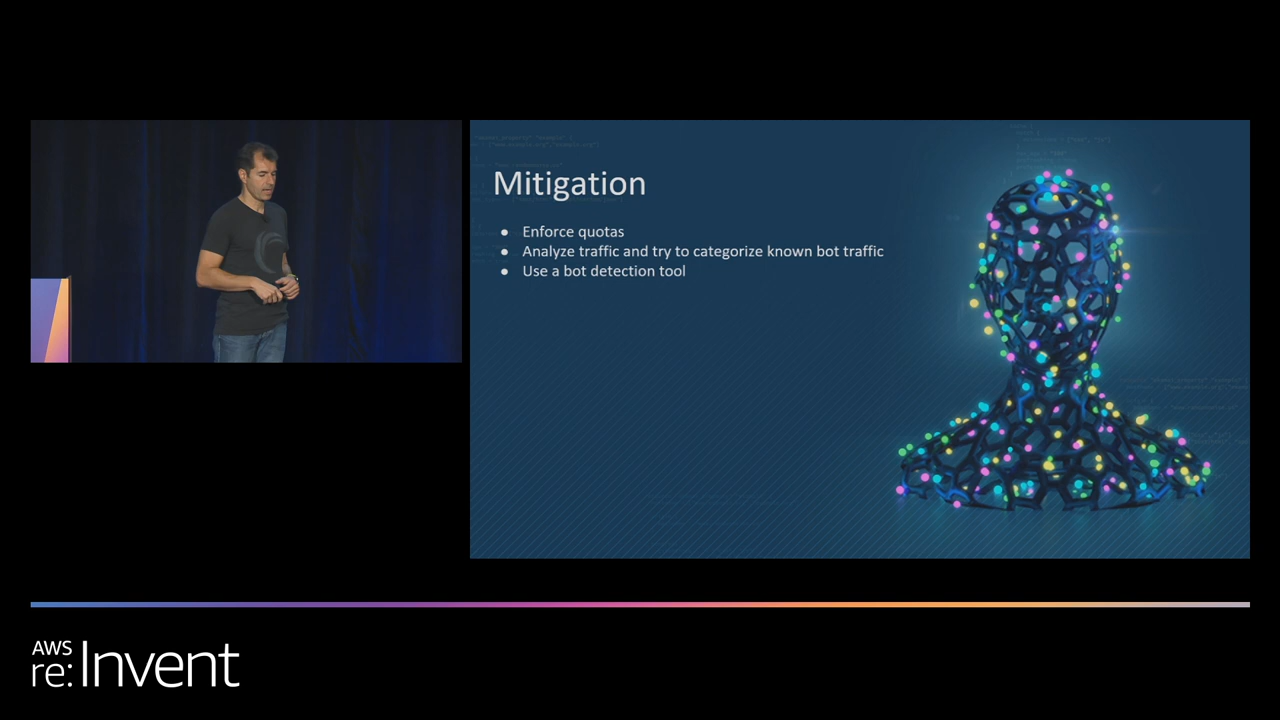 Mitigation
● Enforce quotas
● Analyze traffic and try to categorize known bot traffic
● Use a bot detection tool
AWS
re:Invent